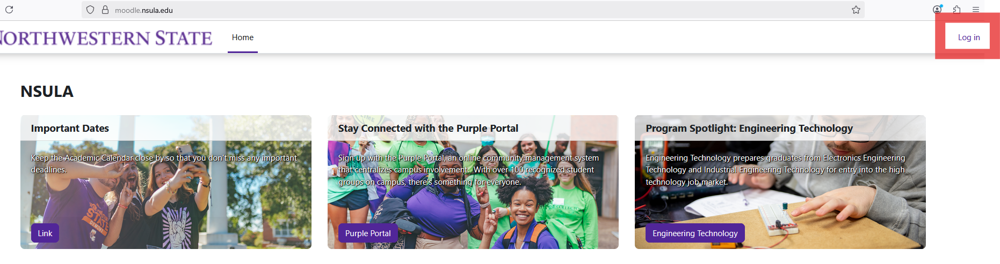 moodle.nsula.edu
NORTHWESTERN STATE
Home
Log in
NSULA
Important Dates
Keep the Academic Calendar close by so that you don't miss any important
deadlines.
Link
Stay Connected with the Purple Portal
Sign up with the Purple Portal, an online community management system
that centralizes campus involvement. With over 100 recognized student
groups on campus, there's something for everyone.
Purple Portal
Program Spotlight: Engineering Technology
Engineering Technology prepares graduates from Electronics Engineering
Technology and Industrial Engineering Technology for entry into the high
technology job market.
Engineering Technology